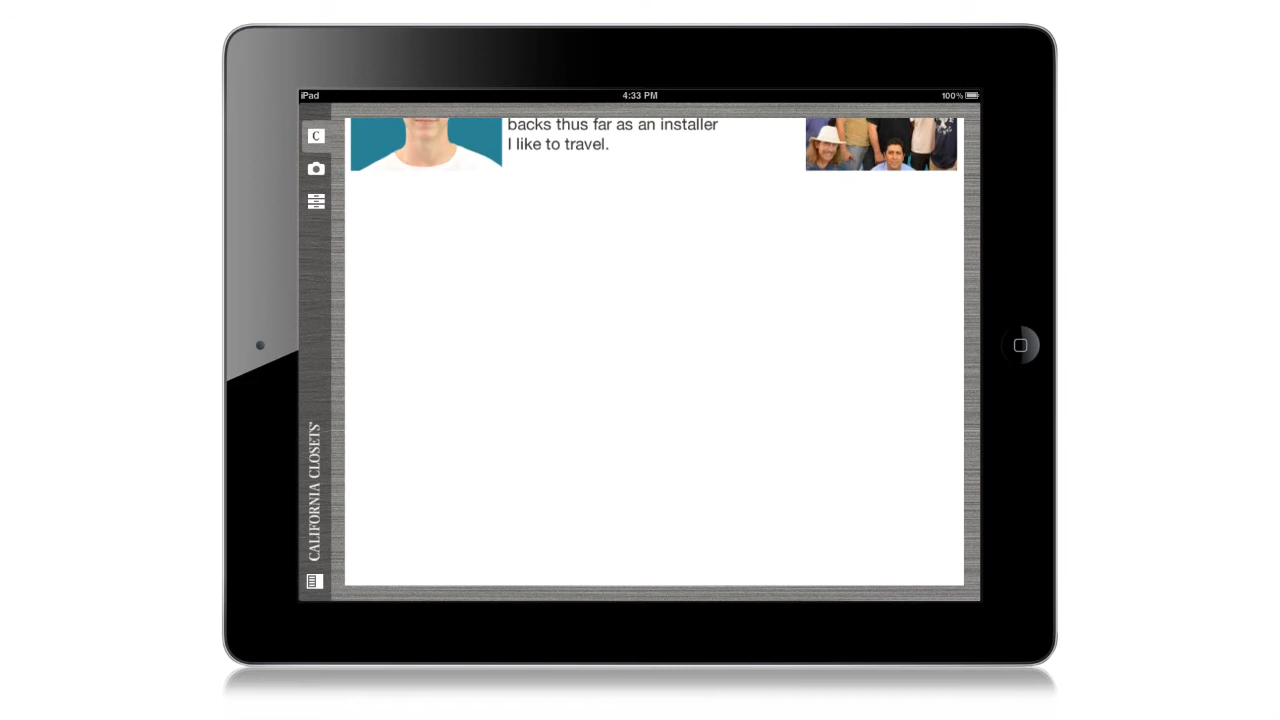 iPad
4:33 PM
100%
C
backs thus far as an installer
I like to travel.
CALIFORNIA CLOSETS®